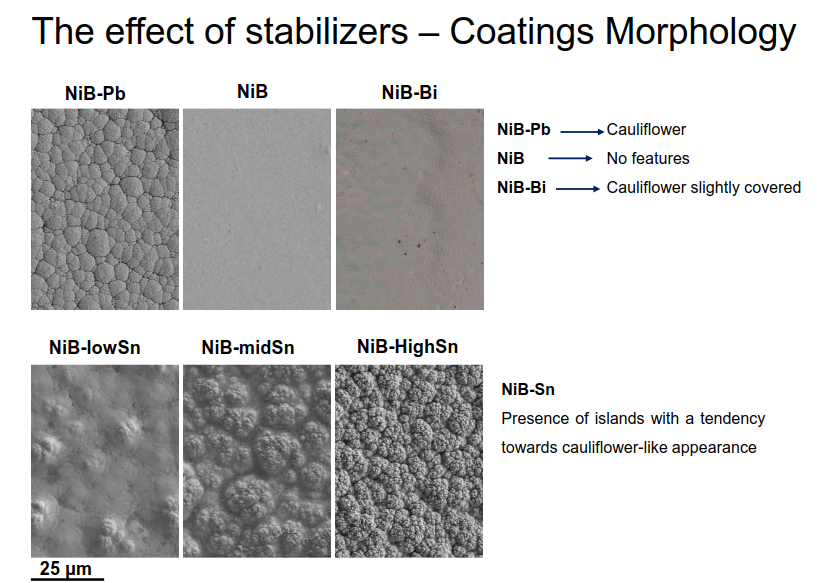 The effect of stabilizers – Coatings Morphology
NiB-Pb
NiB
NiB-Bi
NiB-Pb Cauliflower
NiB No features
NiB-Bi Cauliflower slightly covered
NiB-lowSn
NiB-midSn
NiB-HighSn
NiB-Sn
Presence of islands with a tendency
towards cauliflower-like appearance
25 µm